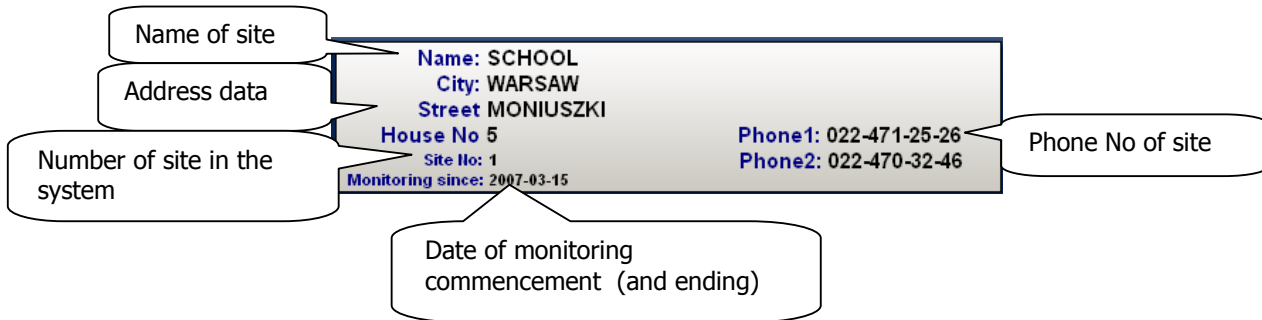 Name of site
Name: SCHOOL
City: WARSAW
Address data
Street MONIUSZKI
House No 5
Phone1: 022-471-25-26
Phone No of site
Number of site in the
system
Site No: 1
Phone2: 022-470-32-46
Monitoring since: 2007-03-15
Date of monitoring
commencement (and ending)